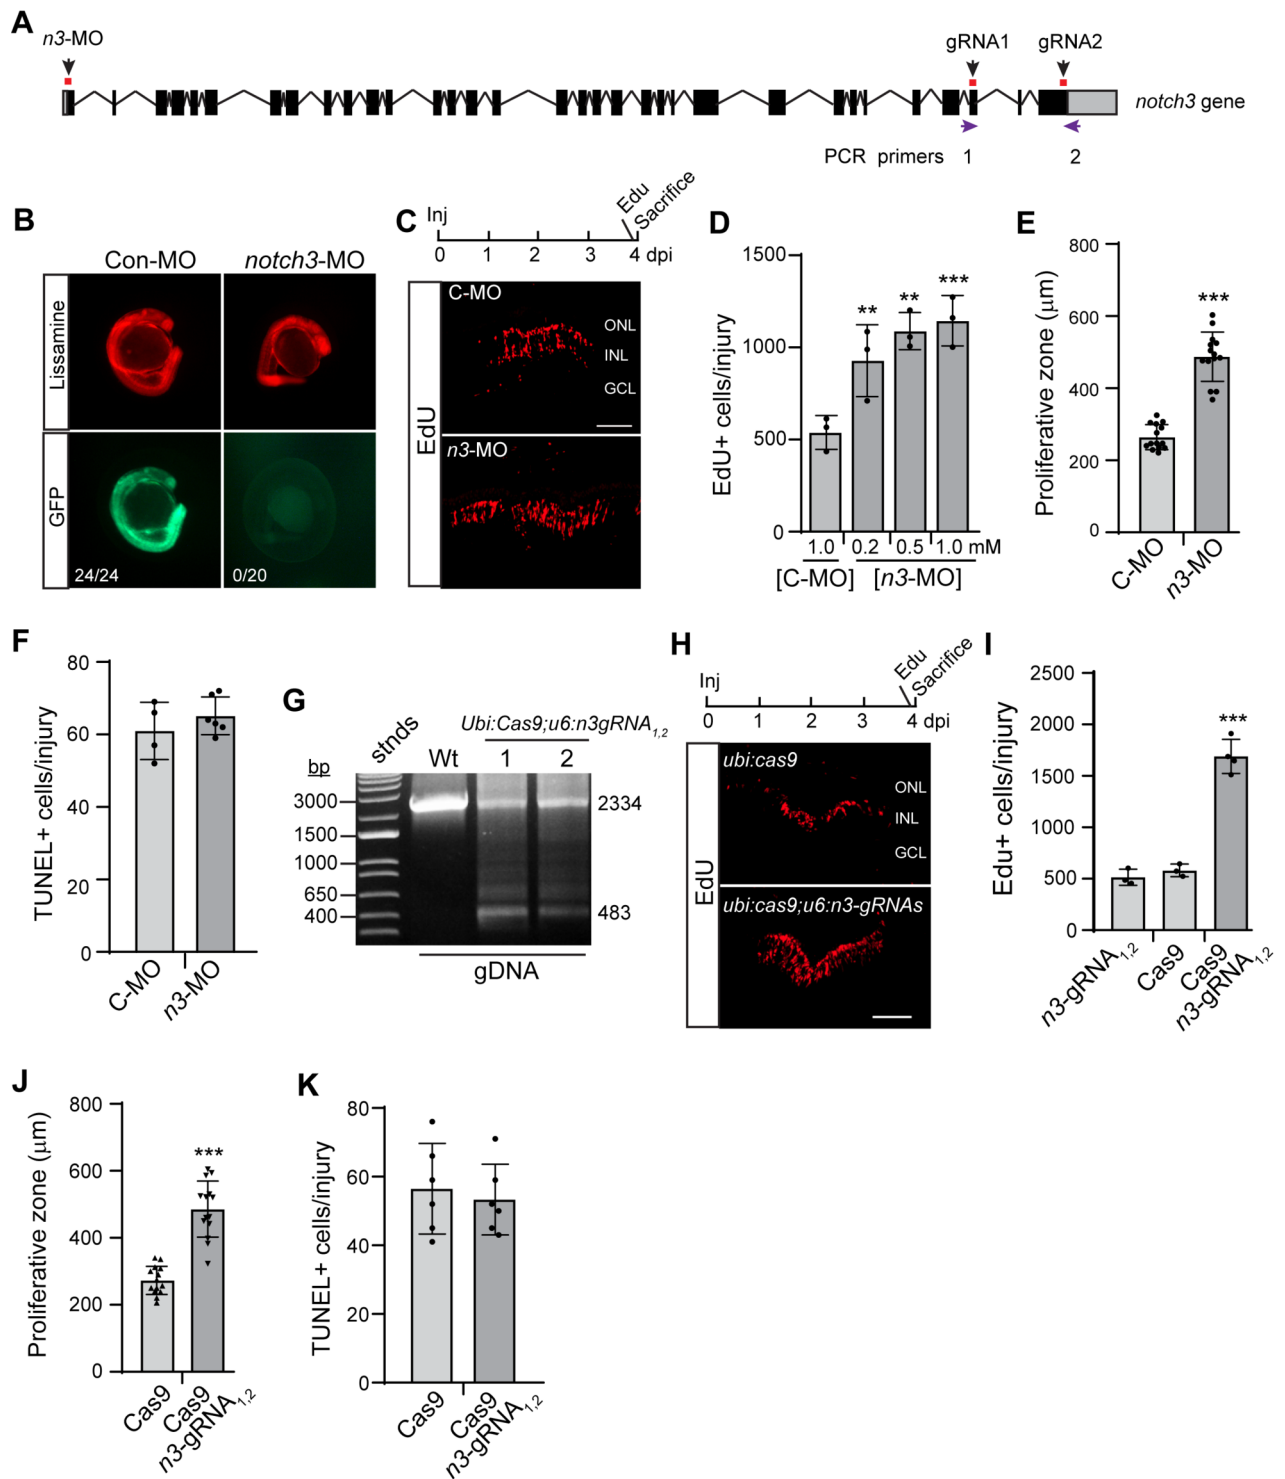 A
n3-MO
gRNA1 gRNA2
notch3 gene
PCR primers 1 2
B
Con-MO notch3-MO
Lissamine
GFP
24/24 0/20
C
Inj Edu Sacrifice
0 1 2 3 4 dpi
EdU
C-MO
ONL
INL
GCL
n3-MO
D
EdU+ cells/injury
1500
1000
500
0
** ** ***
1.0 0.2 0.5 1.0 mM
[C-MO] [n3-MO]
E
Proliferative zone (μm)
800
600
400
200
0
***
C-MO n3-MO
F
TUNEL+ cells/injury
80
60
40
20
0
C-MO n3-MO
G
Ubi:Cas9;u6:n3gRNA1,2
stnds Wt 1 2
bp
3000
1500
1000
650
400
2334
483
gDNA
H
Inj Edu Sacrifice
0 1 2 3 4 dpi
EdU
ubi:cas9
ONL
INL
GCL
ubi:cas9;u6:n3-gRNAs
I
Edu+ cells/injury
2500
2000
1500
1000
500
0
***
n3-gRNA1,2 Cas9 Cas9
n3-gRNA1,2
J
Proliferative zone (μm)
800
600
400
200
0
***
Cas9 Cas9
n3-gRNA1,2
K
TUNEL+ cells/injury
80
60
40
20
0
Cas9 Cas9
n3-gRNA1,2